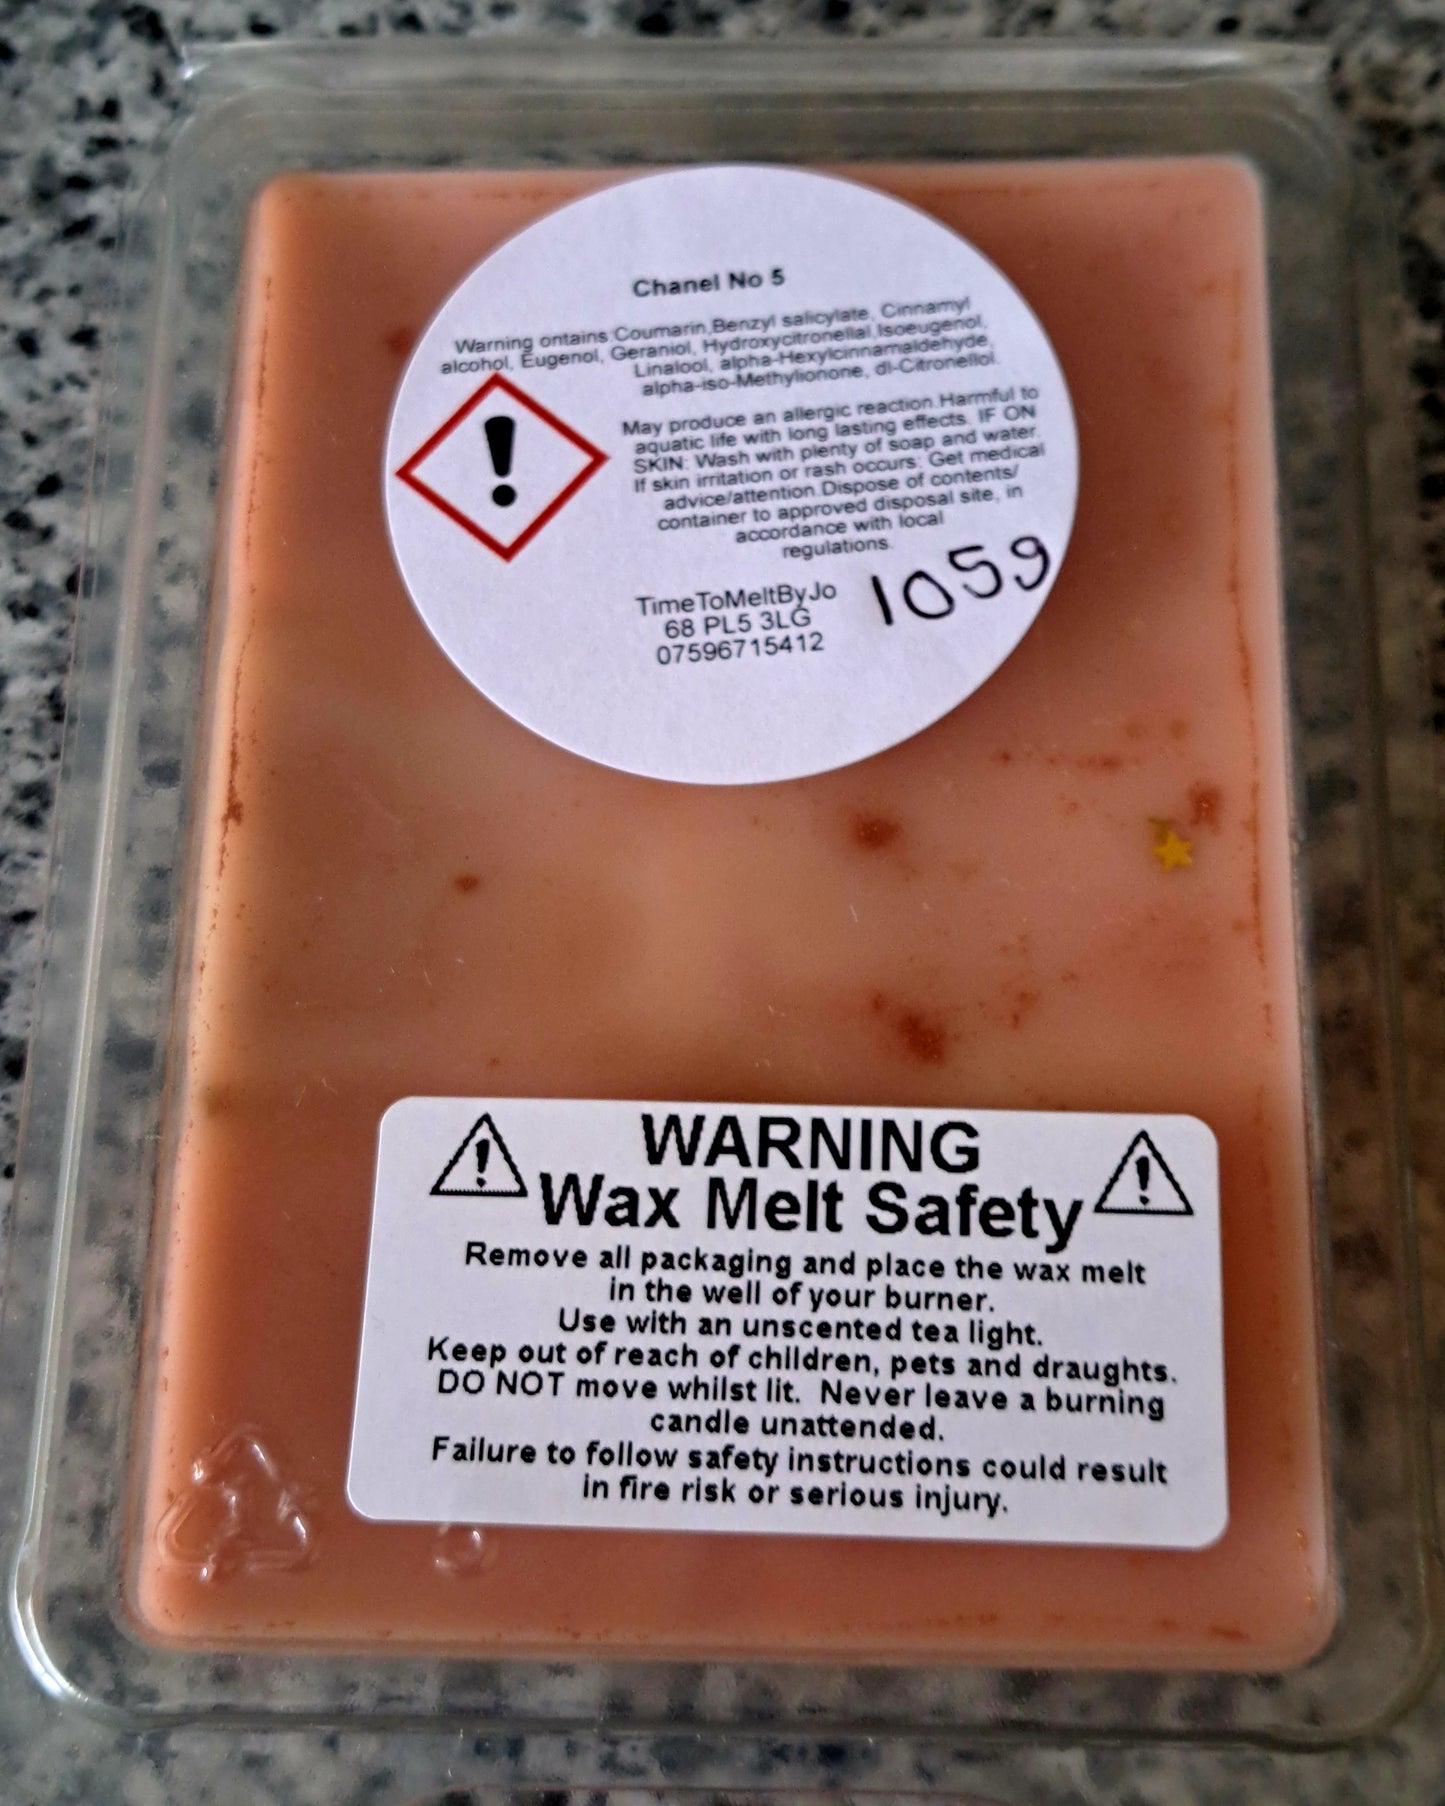 Chanel No 5
Warning ontains:Coumarin,Benzyl salicylate, Cinnamyl
alcohol, Eugenol, Geraniol, Hydroxycitronellal,Isoeugenol,
Linalool, alpha-Hexylcinnamaldehyde,
alpha-iso-Methylionone, dl-Citronellol.
May produce an allergic reaction.Harmful to
aquatic life with long lasting effects. IF ON
SKIN: Wash with plenty of soap and water.
If skin irritation or rash occurs: Get medical
advice/attention.Dispose of contents/
container to approved disposal site, in
accordance with local
regulations.
TimeToMeltByJo
68 PL5 3LG
07596715412
1059
WARNING
Wax Melt Safety
Remove all packaging and place the wax melt
in the well of your burner.
Use with an unscented tea light.
Keep out of reach of children, pets and draughts.
DO NOT move whilst lit. Never leave a burning
candle unattended.
Failure to follow safety instructions could result
in fire risk or serious injury.